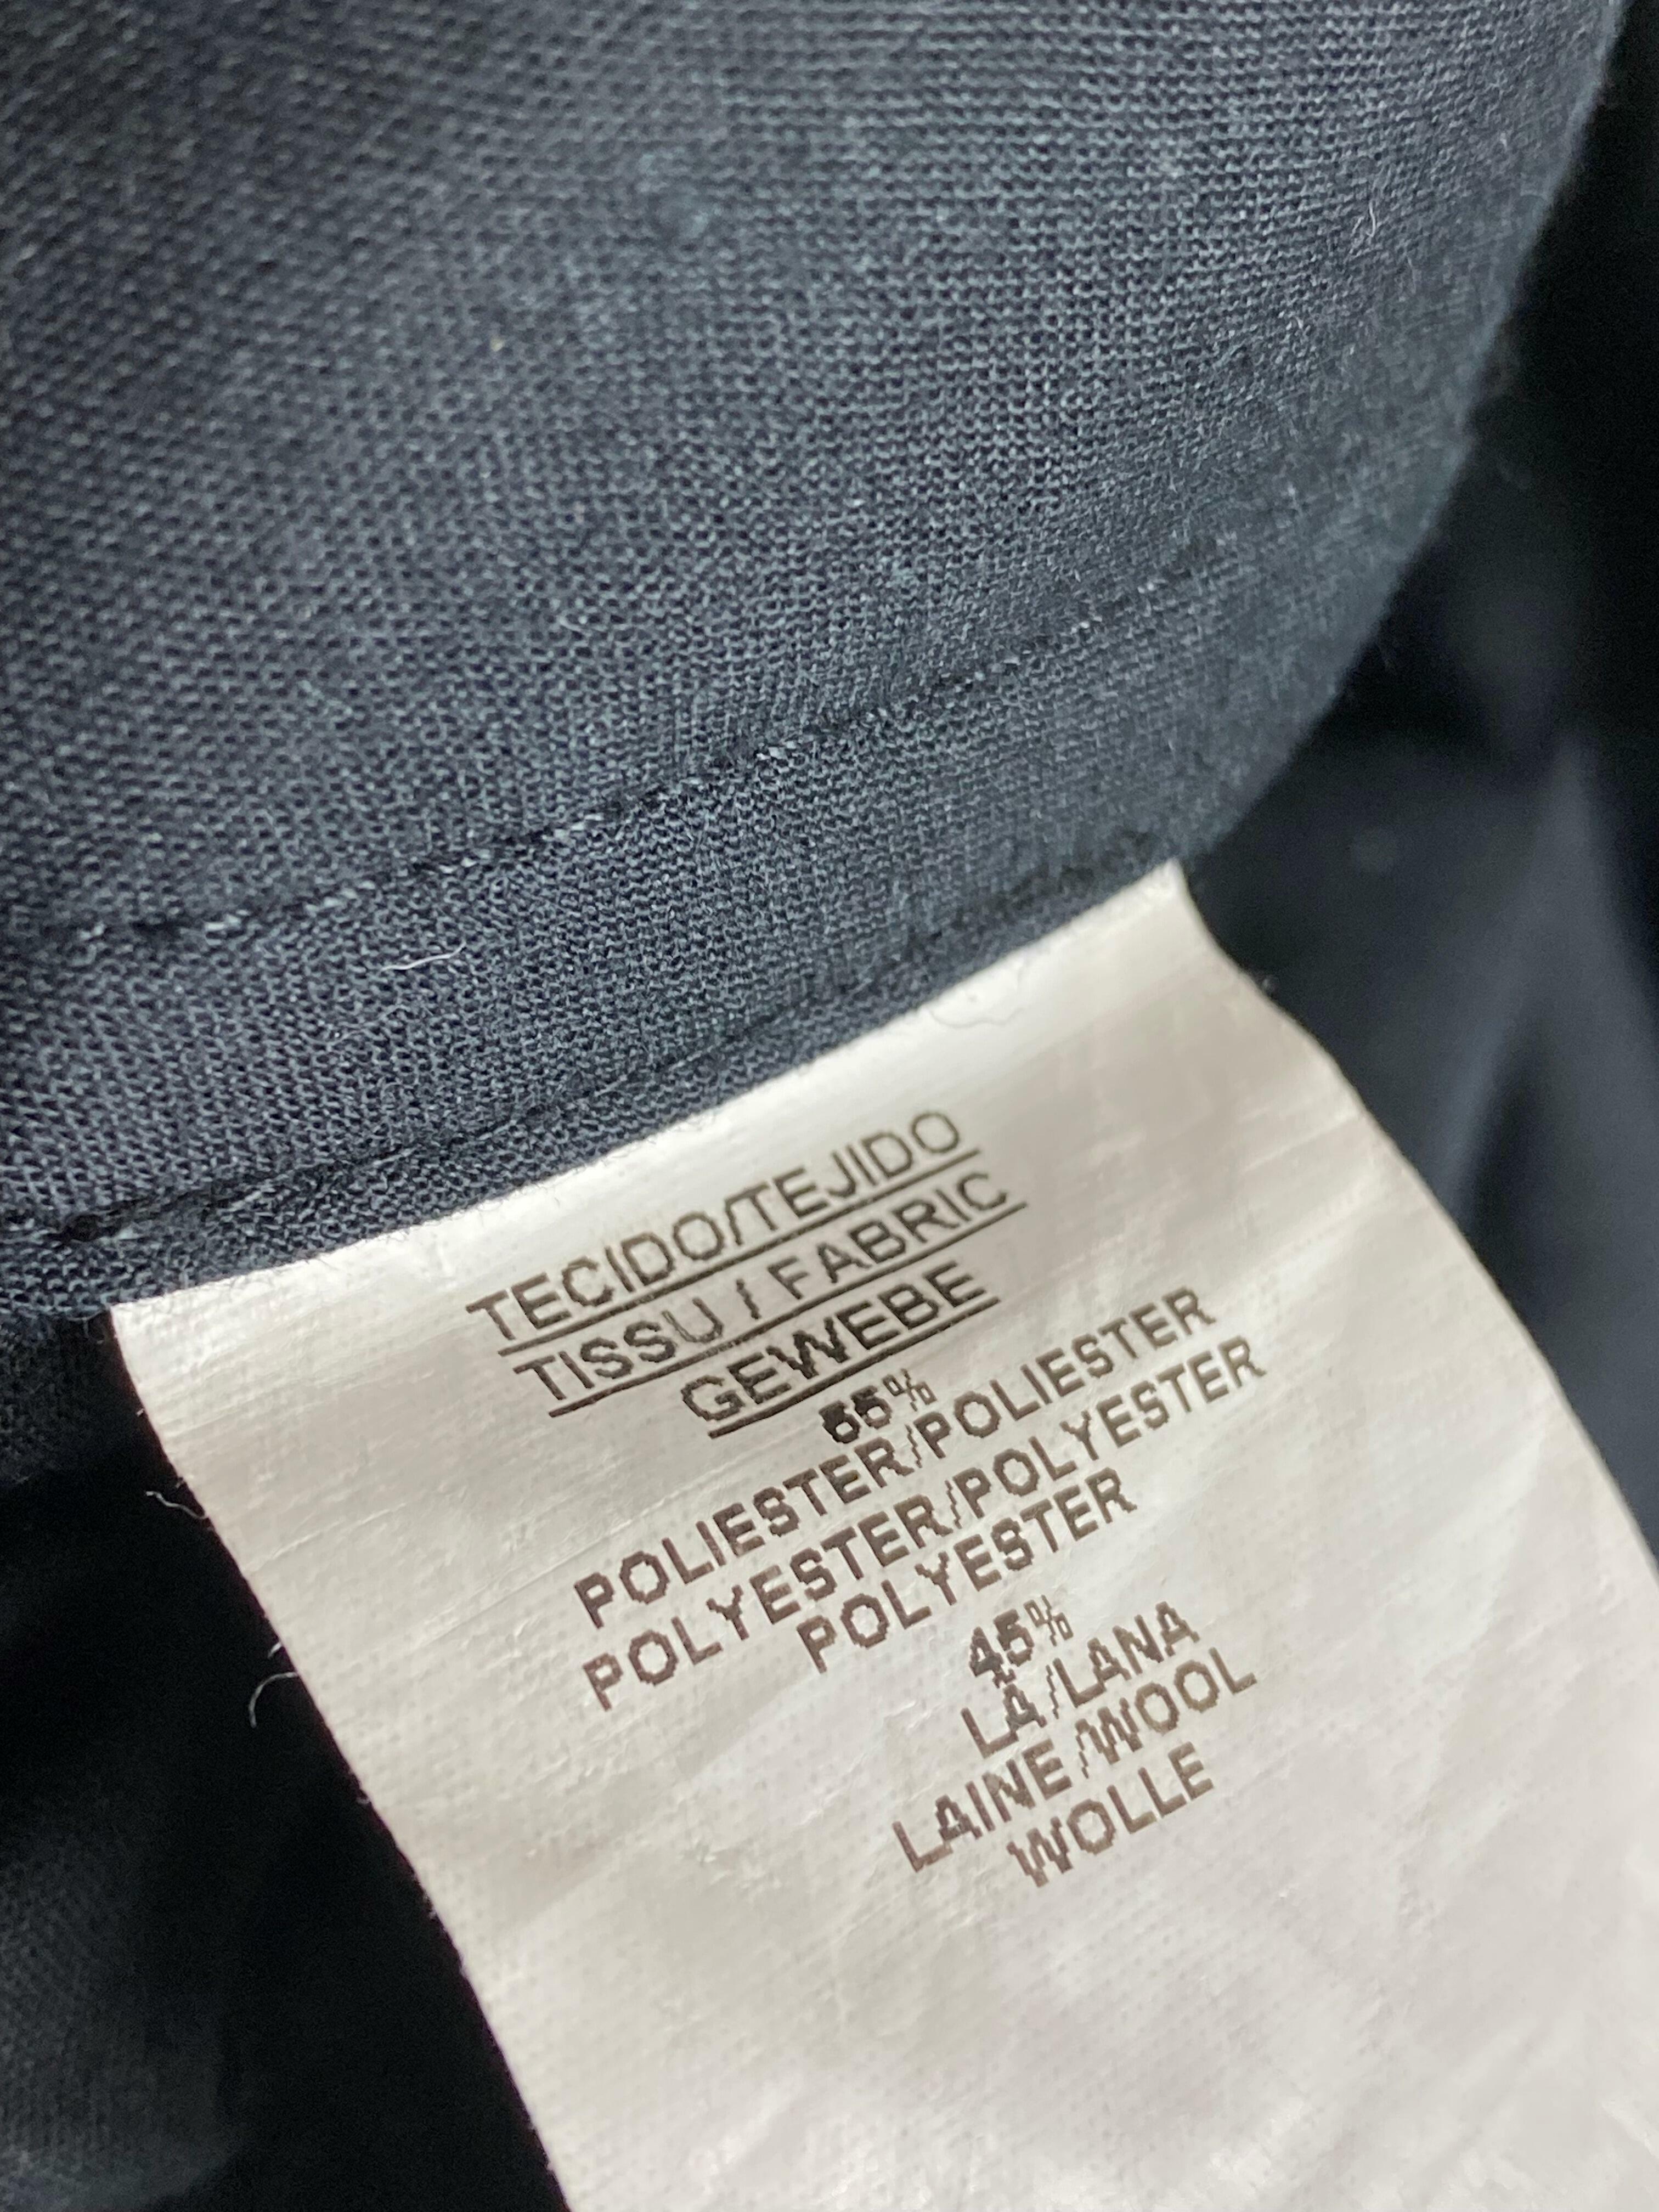 TECIDO/TEJIDO
TISSU / FABRIC
GEWEBE
55%
POLIESTER/POLIESTER
POLYESTER/POLYESTER
POLYESTER
45%
LA/LANA
LAINE/WOOL
WOLLE